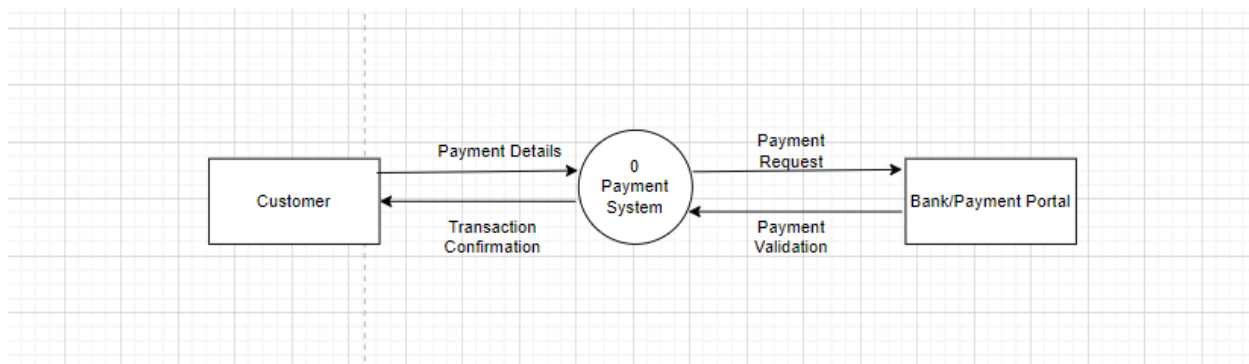 Customer
Payment Details
Transaction
Confirmation
0
Payment
System
Payment
Request
Payment
Validation
Bank/Payment Portal